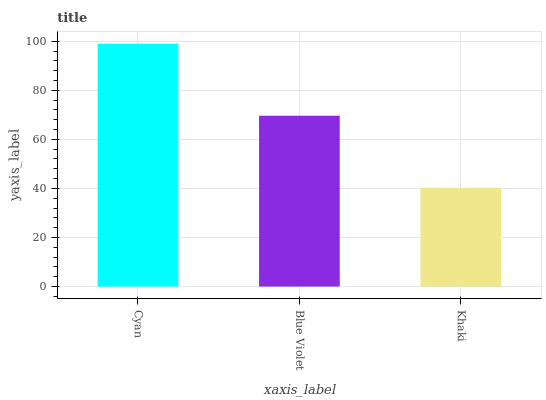 title
yaxis_label
100
80
60
40
20
0
Cyan
Blue Violet
Khaki
xaxis_label